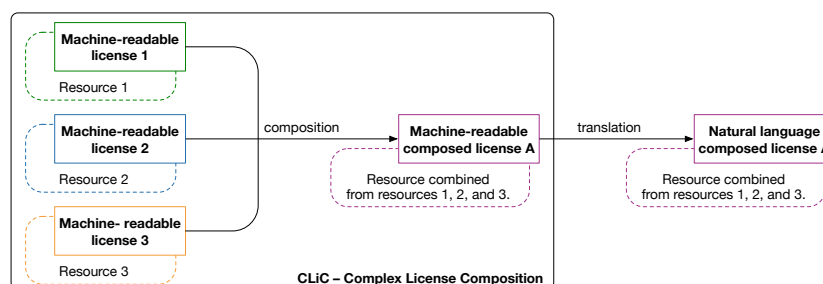 Machine-readable
license 1
Resource 1
Machine-readable
license 2
Resource 2
Machine- readable
license 3
Resource 3
composition
Machine-readable
composed license A
Resource combined
from resources 1, 2, and 3.
CLiC – Complex License Composition
translation
Natural language
composed license A
Resource combined
from resources 1, 2, and 3.